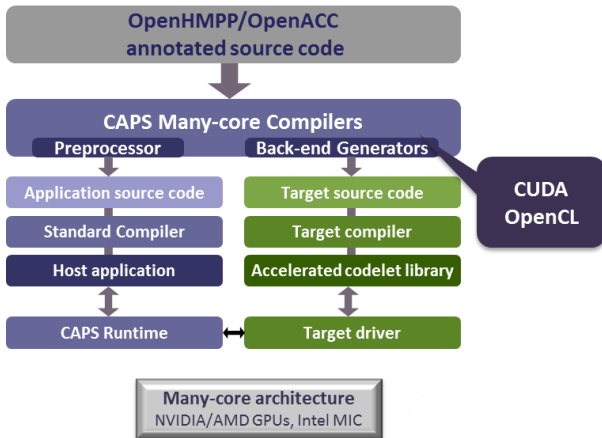 OpenHMPP/OpenACC
annotated source code
CAPS Many-core Compilers
Preprocessor
Back-end Generators
CUDA
OpenCL
Application source code
Target source code
Standard Compiler
Target compiler
Host application
Accelerated codelet library
CAPS Runtime
Target driver
Many-core architecture
NVIDIA/AMD GPUs, Intel MIC